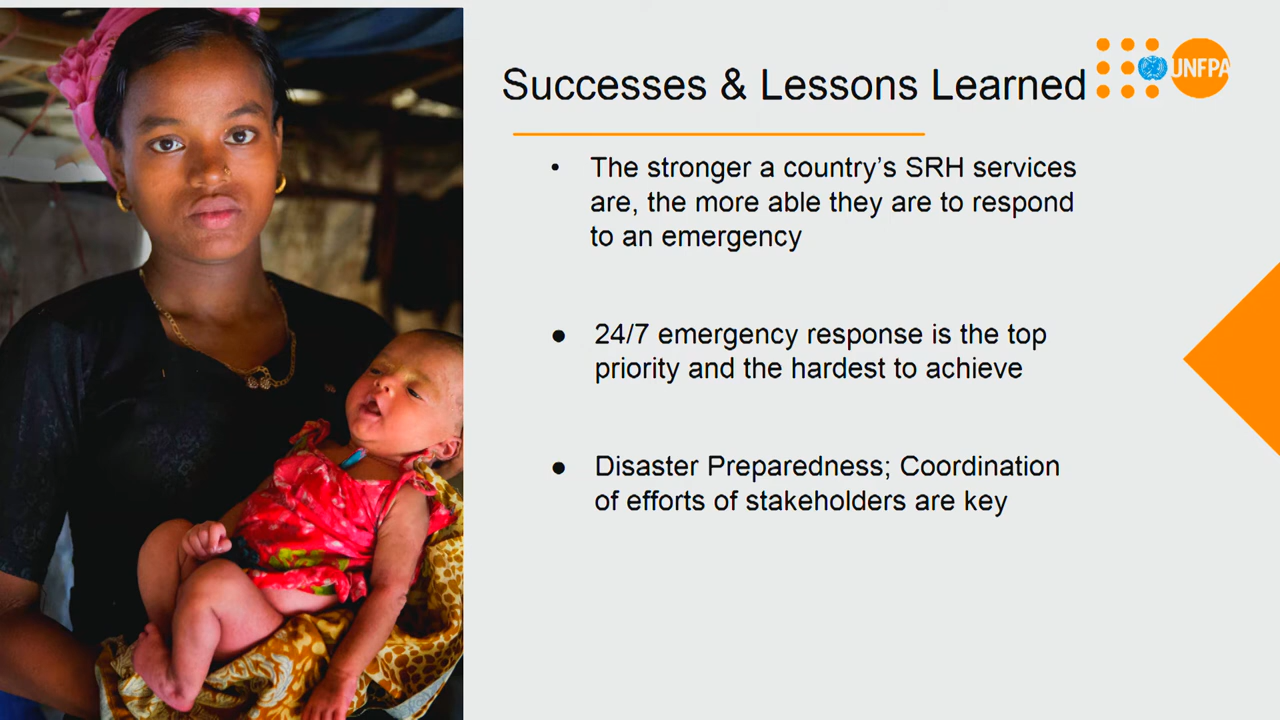 Successes & Lessons Learned
UNFPA
• The stronger a country’s SRH services
are, the more able they are to respond
to an emergency
● 24/7 emergency response is the top
priority and the hardest to achieve
● Disaster Preparedness; Coordination
of efforts of stakeholders are key